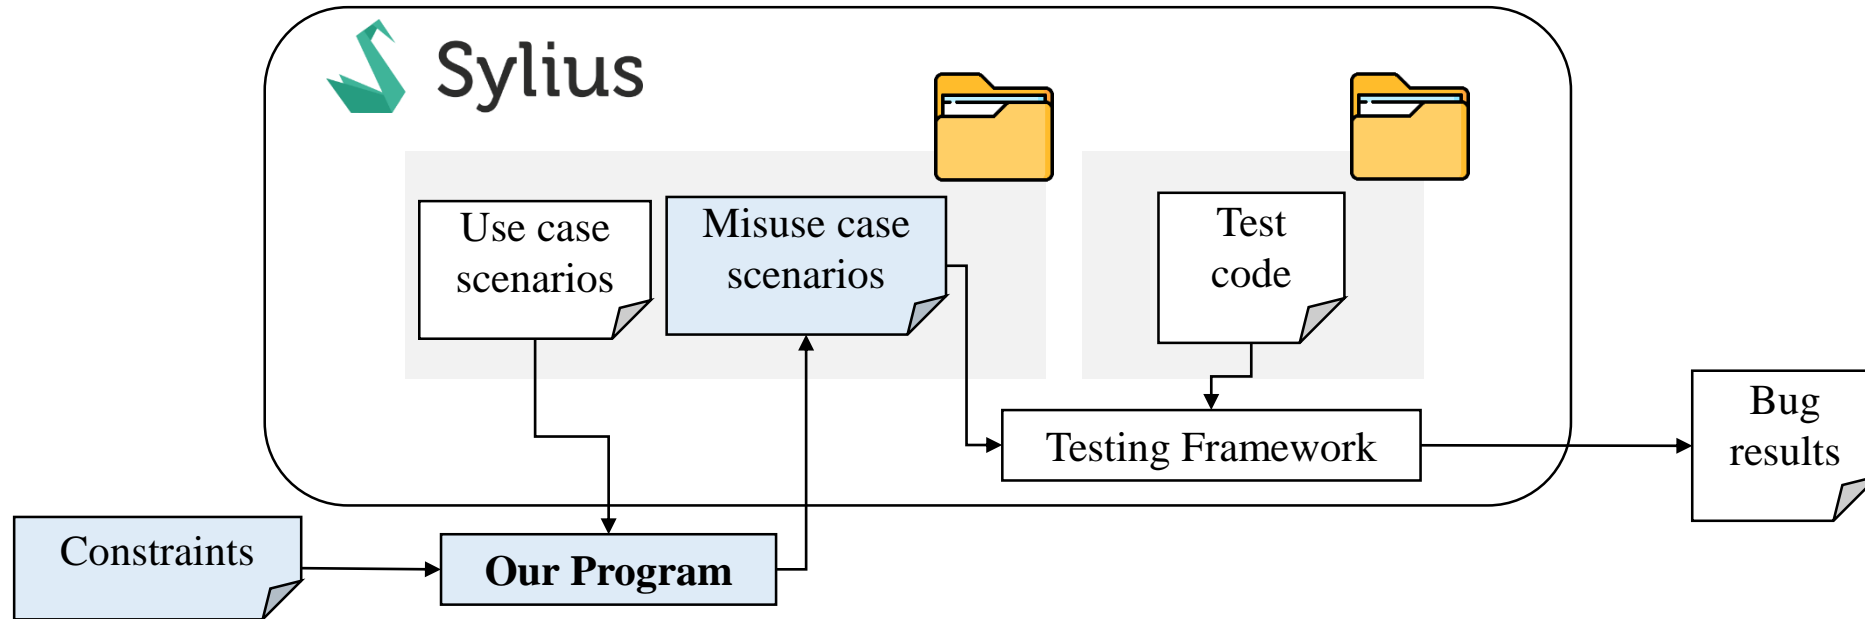 Sylius
Use case
scenarios
Misuse case
scenarios
Test
code
Testing Framework
Bug
results
Constraints
Our Program